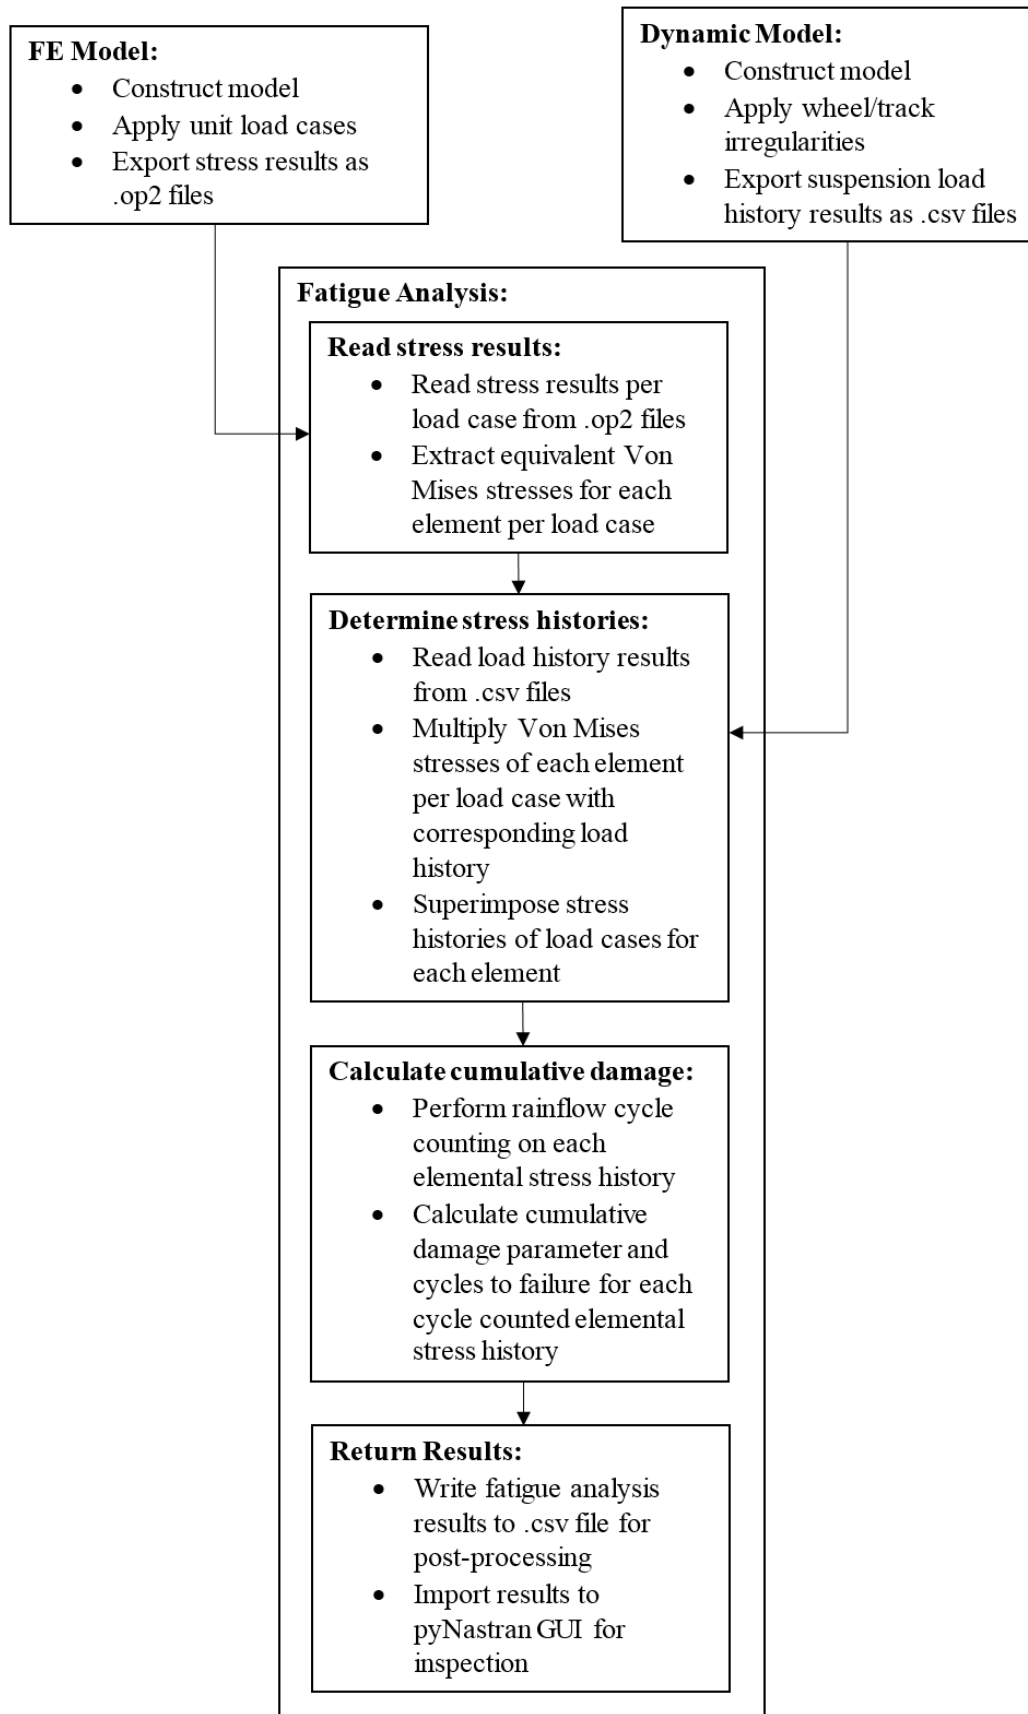 FE Model:
• Construct model
• Apply unit load cases
• Export stress results as
.op2 files
Dynamic Model:
• Construct model
• Apply wheel/track
irregularities
• Export suspension load
history results as .csv files
Fatigue Analysis:
Read stress results:
• Read stress results per
load case from .op2 files
• Extract equivalent Von
Mises stresses for each
element per load case
Determine stress histories:
• Read load history results
from .csv files
• Multiply Von Mises
stresses of each element
per load case with
corresponding load
history
• Superimpose stress
histories of load cases for
each element
Calculate cumulative damage:
• Perform rainflow cycle
counting on each
elemental stress history
• Calculate cumulative
damage parameter and
cycles to failure for each
cycle counted elemental
stress history
Return Results:
• Write fatigue analysis
results to .csv file for
post-processing
• Import results to
pyNastran GUI for
inspection